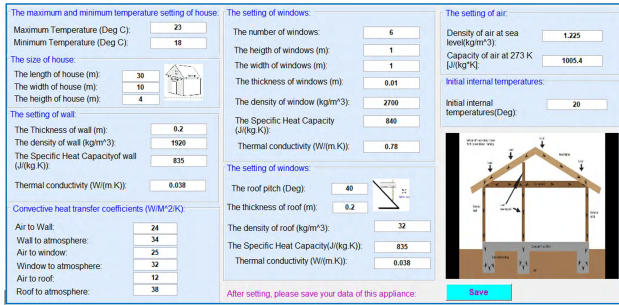 The maximum and minimum temperature setting of house:
Maximum Temperature (Deg C): 23
Minimum Temperature (Deg C): 18
The size of house:
The length of house (m): 30
The width of house (m): 10
The heigth of house (m): 4
The setting of wall:
The Thickness of wall (m): 0.2
The density of wall (kg/m^3): 1920
The Specific Heat Capacityof wall
(J/(kg.K)): 835
Thermal conductivity (W/(m.K)): 0.038
Convective heat transfer coefficients (W/M^2/K):
Air to Wall: 24
Wall to atmosphere: 34
Air to window: 25
Window to atmosphere: 32
Air to roof: 12
Roof to atmosphere: 38
The setting of windows:
The number of windows: 6
The heigth of windows (m): 1
The width of windows (m): 1
The thickness of windows (m): 0.01
The density of window (kg/m^3): 2700
The Specific Heat Capacity
(J/(kg.K)): 840
Thermal conductivity (W/(m.K)): 0.78
The setting of windows:
The roof pitch (Deg): 40
The thickness of roof (m): 0.2
The density of roof (kg/m^3): 32
The Specific Heat Capacity(J/(kg.K)): 835
Thermal conductivity (W/(m.K)): 0.038
After setting, please save your data of this appliance:
The setting of air:
Density of air at sea
level(kg/m^3): 1.225
Capacity of air at 273 K
[J/(kg*K]: 1005.4
Initial internal temperatures:
Initial internal
temperatures(Deg): 20
Save